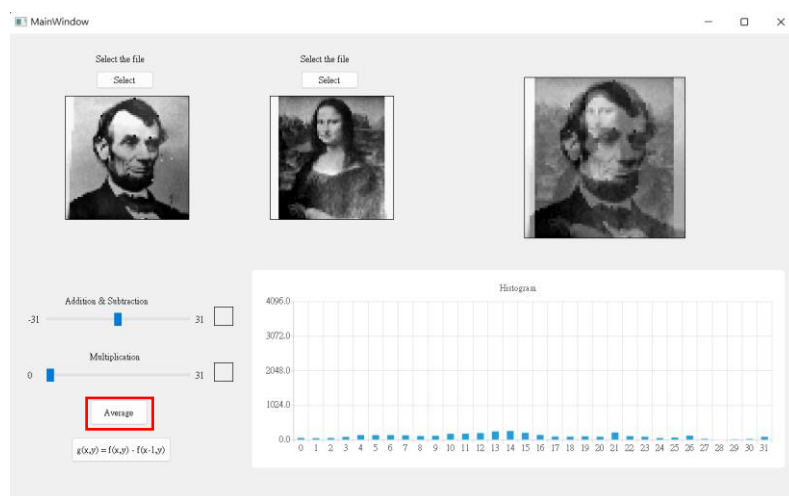 MainWindow
Select the file
Select the file
Select
Select
Addition & Subtraction
-31
31
Multiplication
0
31
Average
g(x,y) = f(x,y) - f(x-1,y)
Histogram
4096.0
3072.0
2048.0
1024.0
0.0
0 1 2 3 4 5 6 7 8 9 10 11 12 13 14 15 16 17 18 19 20 21 22 23 24 25 26 27 28 29 30 31